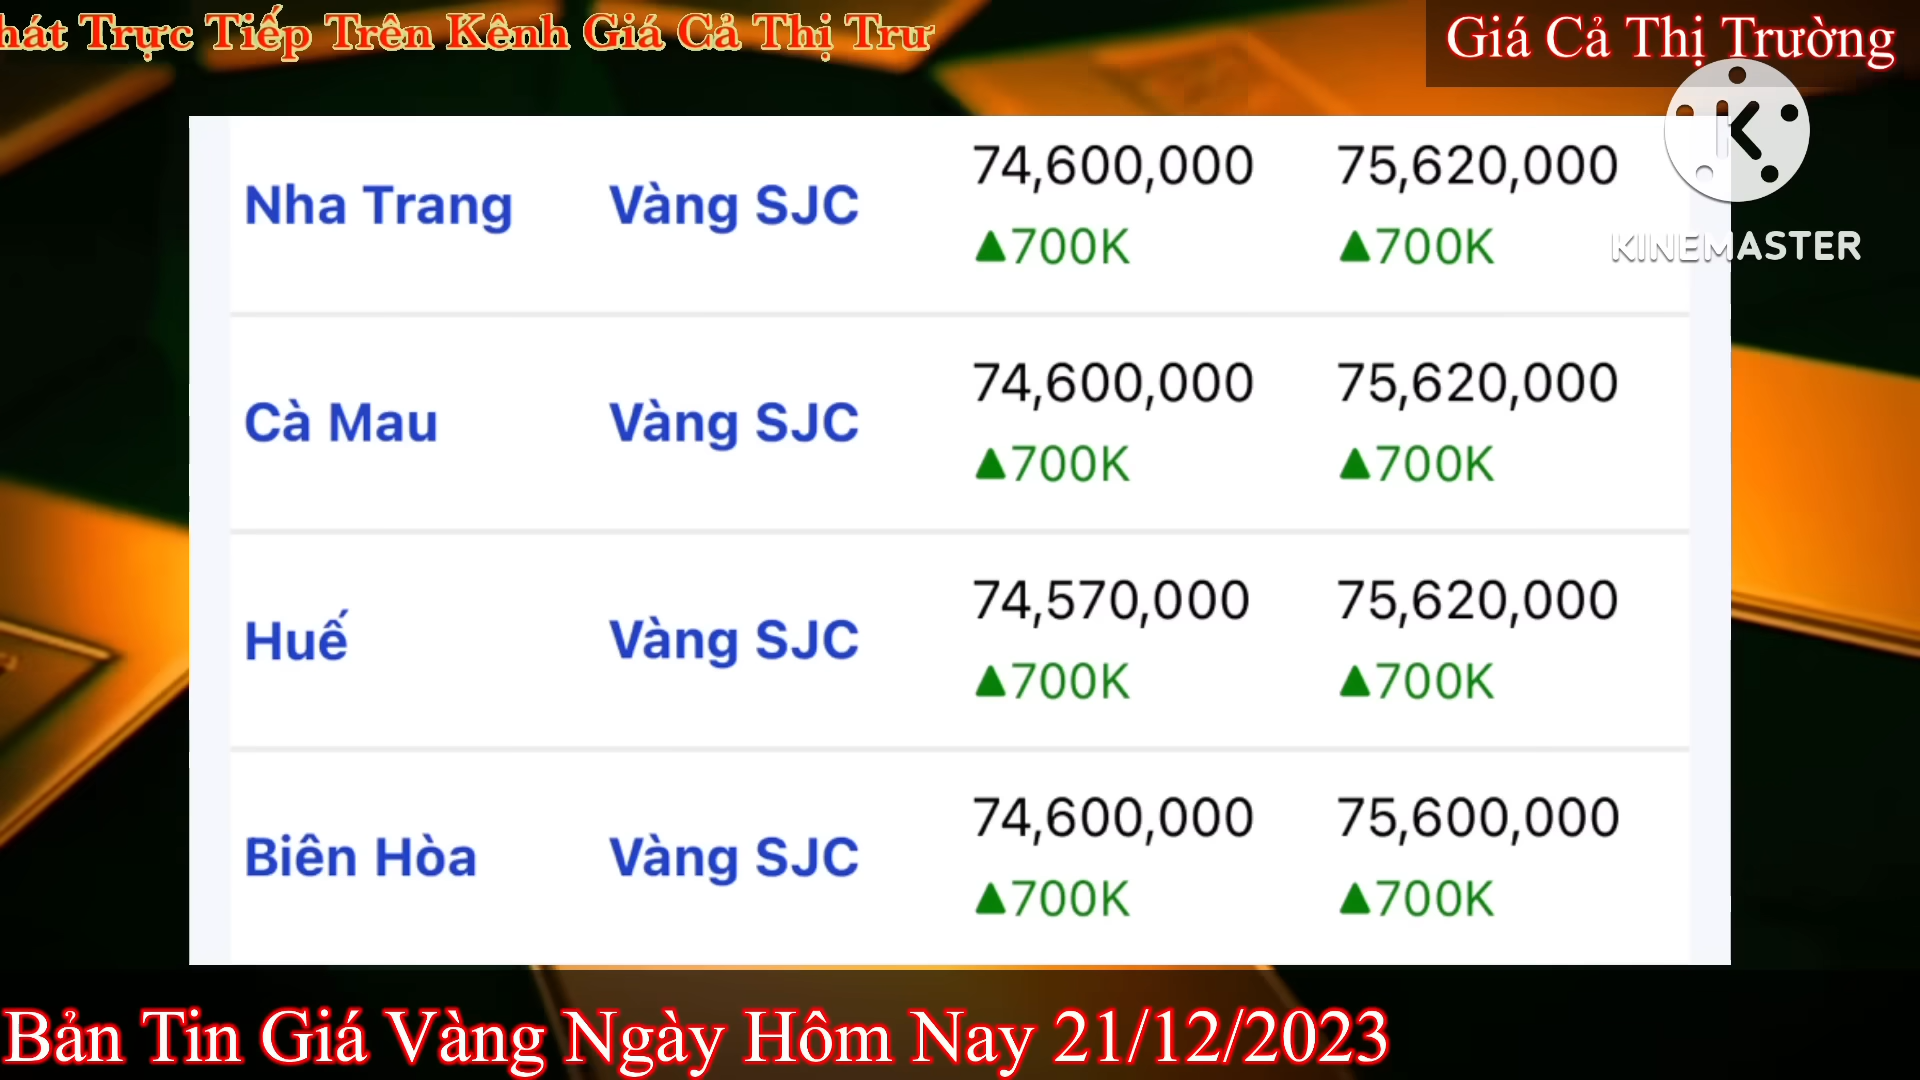 hát Trực Tiếp Trên Kênh Giá Cả Thị Trư
Giá Cả Thị Trường
KINEMASTER
Nha Trang Vàng SJC 74,600,000 75,620,000
▲700K ▲700K
Cà Mau Vàng SJC 74,600,000 75,620,000
▲700K ▲700K
Huế Vàng SJC 74,570,000 75,620,000
▲700K ▲700K
Biên Hòa Vàng SJC 74,600,000 75,600,000
▲700K ▲700K
Bản Tin Giá Vàng Ngày Hôm Nay 21/12/2023